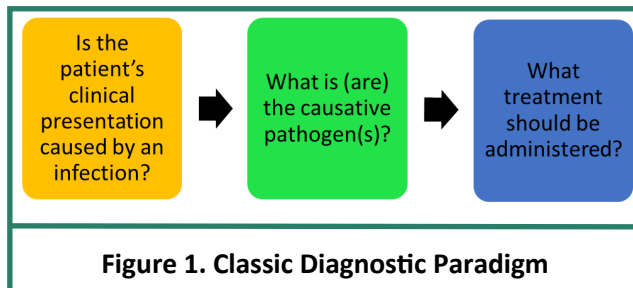 Is the
patient's
clinical
presentation
caused by an
infection?
What is (are)
the causative
pathogen(s)?
What
treatment
should be
administered?
Figure 1. Classic Diagnostic Paradigm